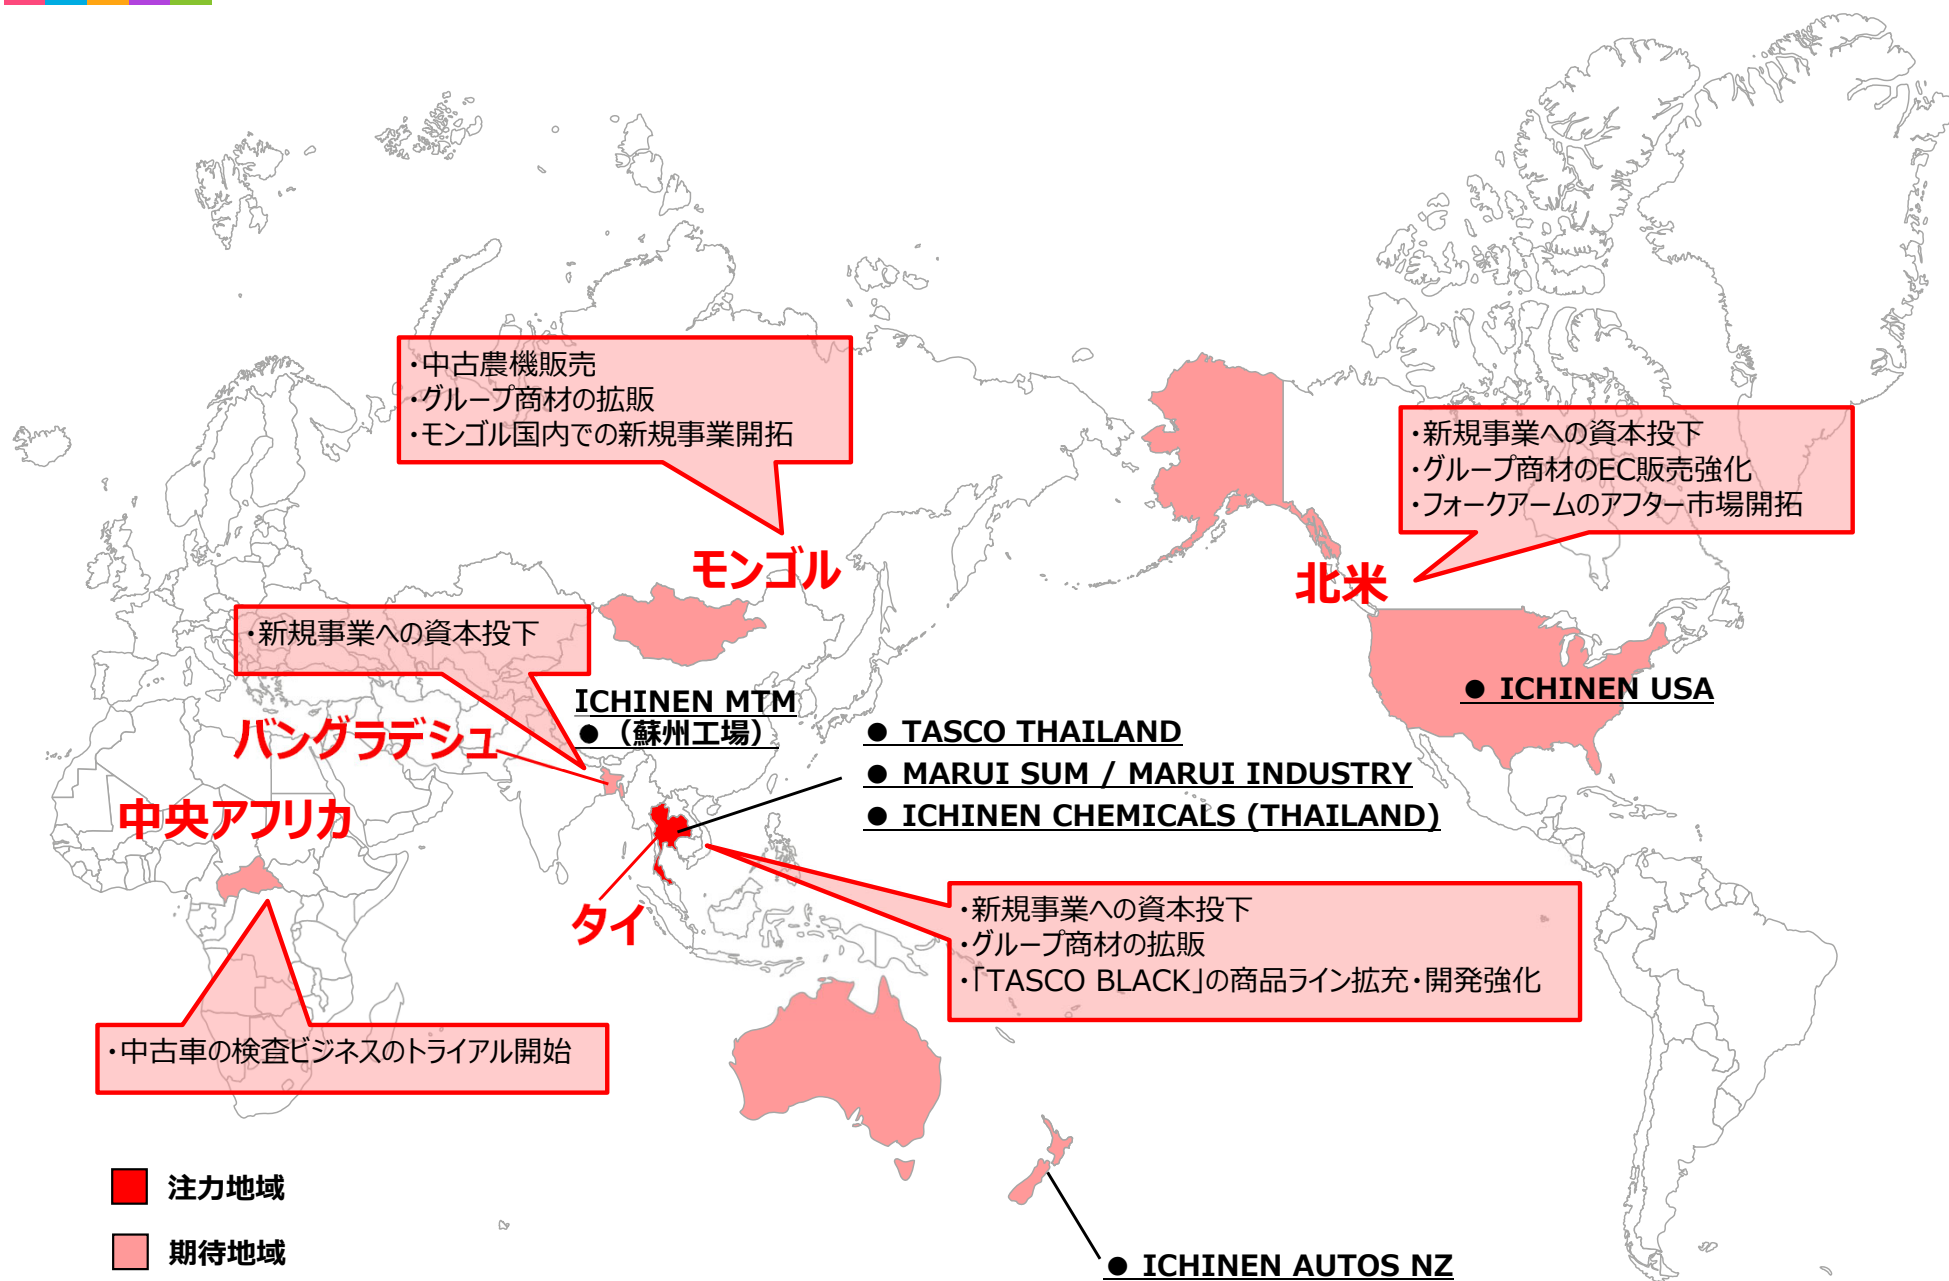 ・中古農機販売
・グループ商材の拡販
・モンゴル国内での新規事業開拓
モンゴル
・新規事業への資本投下
・グループ商材のEC販売強化
・フォークアームのアフター市場開拓
北米
● ICHINEN USA
・新規事業への資本投下
バングラデシュ
ICHINEN MTM
● （蘇州工場）
● TASCO THAILAND
● MARUI SUM / MARUI INDUSTRY
● ICHINEN CHEMICALS (THAILAND)
中央アフリカ
タイ
・新規事業への資本投下
・グループ商材の拡販
・「TASCO BLACK」の商品ライン拡充・開発強化
・中古車の検査ビジネスのトライアル開始
注力地域
期待地域
● ICHINEN AUTOS NZ